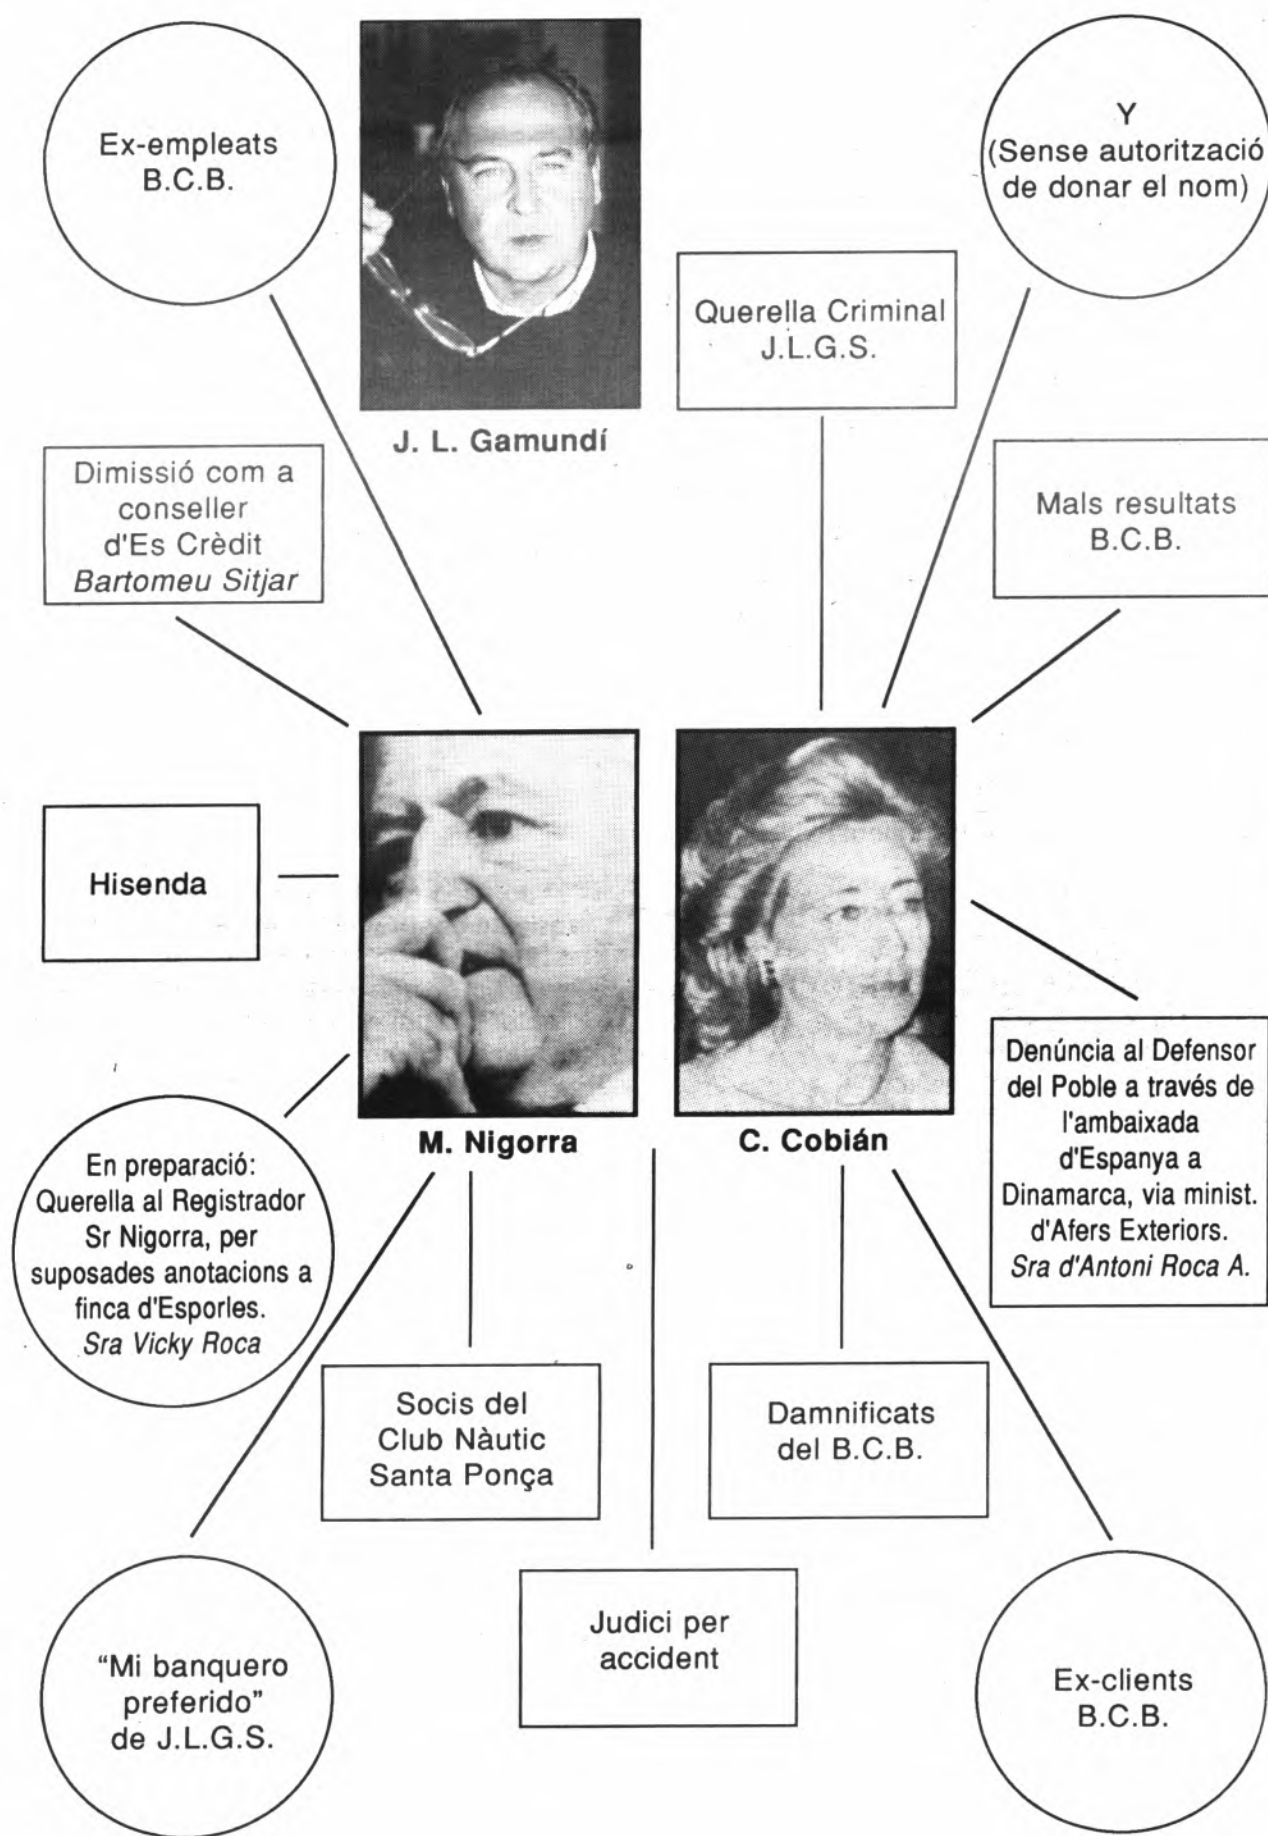 Ex-empleats
B.C.B.
Y
(Sense autorització
de donar el nom)
Querella Criminal
J.L.G.S.
J. L. Gamundí
Dimissió com a
conseller
d'Es Crèdit
Bartomeu Sitjar
Mals resultats
B.C.B.
Hisenda
M. Nigorra
C. Cobián
Denúncia al Defensor
del Poble a través de
l'ambaixada
d'Espanya a
Dinamarca, via minist.
d'Afers Exteriors.
Sra d'Antoni Roca A.
En preparació:
Querella al Registrador
Sr Nigorra, per
suposades anotacions a
finca d'Esporles.
Sra Vicky Roca
Socis del
Club Nàutic
Santa Ponça
Damnificats
del B.C.B.
Judici per
accident
“Mi banquero
preferido”
de J.L.G.S.
Ex-clients
B.C.B.